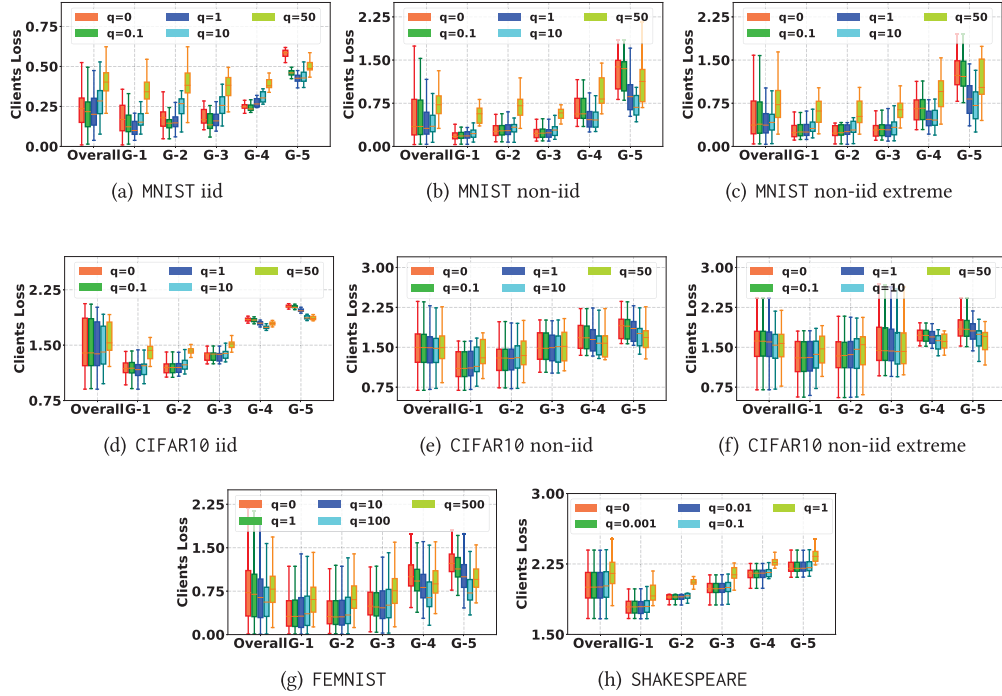 q=0 q=1 q=50
q=0.1 q=10
Clients Loss
0.75
0.50
0.25
0.00
Overall G-1 G-2 G-3 G-4 G-5
(a) MNIST iid
q=0 q=1 q=50
q=0.1 q=10
Clients Loss
2.25
1.50
0.75
0.00
Overall G-1 G-2 G-3 G-4 G-5
(b) MNIST non-iid
q=0 q=1 q=50
q=0.1 q=10
Clients Loss
2.25
1.50
0.75
0.00
Overall G-1 G-2 G-3 G-4 G-5
(c) MNIST non-iid extreme
q=0 q=1 q=50
q=0.1 q=10
Clients Loss
2.25
1.50
0.75
Overall G-1 G-2 G-3 G-4 G-5
(d) CIFAR10 iid
q=0 q=1 q=50
q=0.1 q=10
Clients Loss
3.00
2.25
1.50
0.75
Overall G-1 G-2 G-3 G-4 G-5
(e) CIFAR10 non-iid
q=0 q=1 q=50
q=0.1 q=10
Clients Loss
3.00
2.25
1.50
0.75
Overall G-1 G-2 G-3 G-4 G-5
(f) CIFAR10 non-iid extreme
q=0 q=10 q=500
q=1 q=100
Clients Loss
2.25
1.50
0.75
0.00
Overall G-1 G-2 G-3 G-4 G-5
(g) FEMNIST
q=0 q=0.01 q=1
q=0.001 q=0.1
Clients Loss
3.00
2.25
1.50
Overall G-1 G-2 G-3 G-4 G-5
(h) SHAKESPEARE